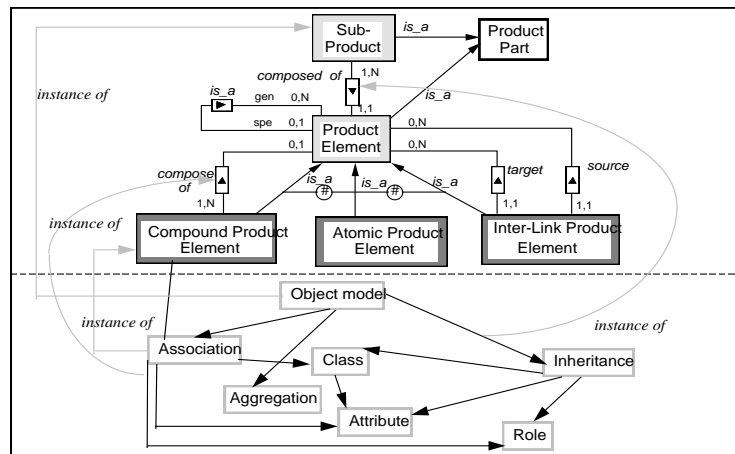 Sub-
Product
is_a
Product
Part
composed of
1,N
instance of
is_a
gen
0,N
1,1
is_a
spe
0,1
Product
Element
0,N
0,1
0,N
compose
of
target
source
is_a
is_a
#
#
is_a
1,N
1,1
1,1
instance of
Compound Product
Element
Atomic Product
Element
Inter-Link Product
Element
Object model
instance of
instance of
Association
Class
Inheritance
Aggregation
Attribute
Role